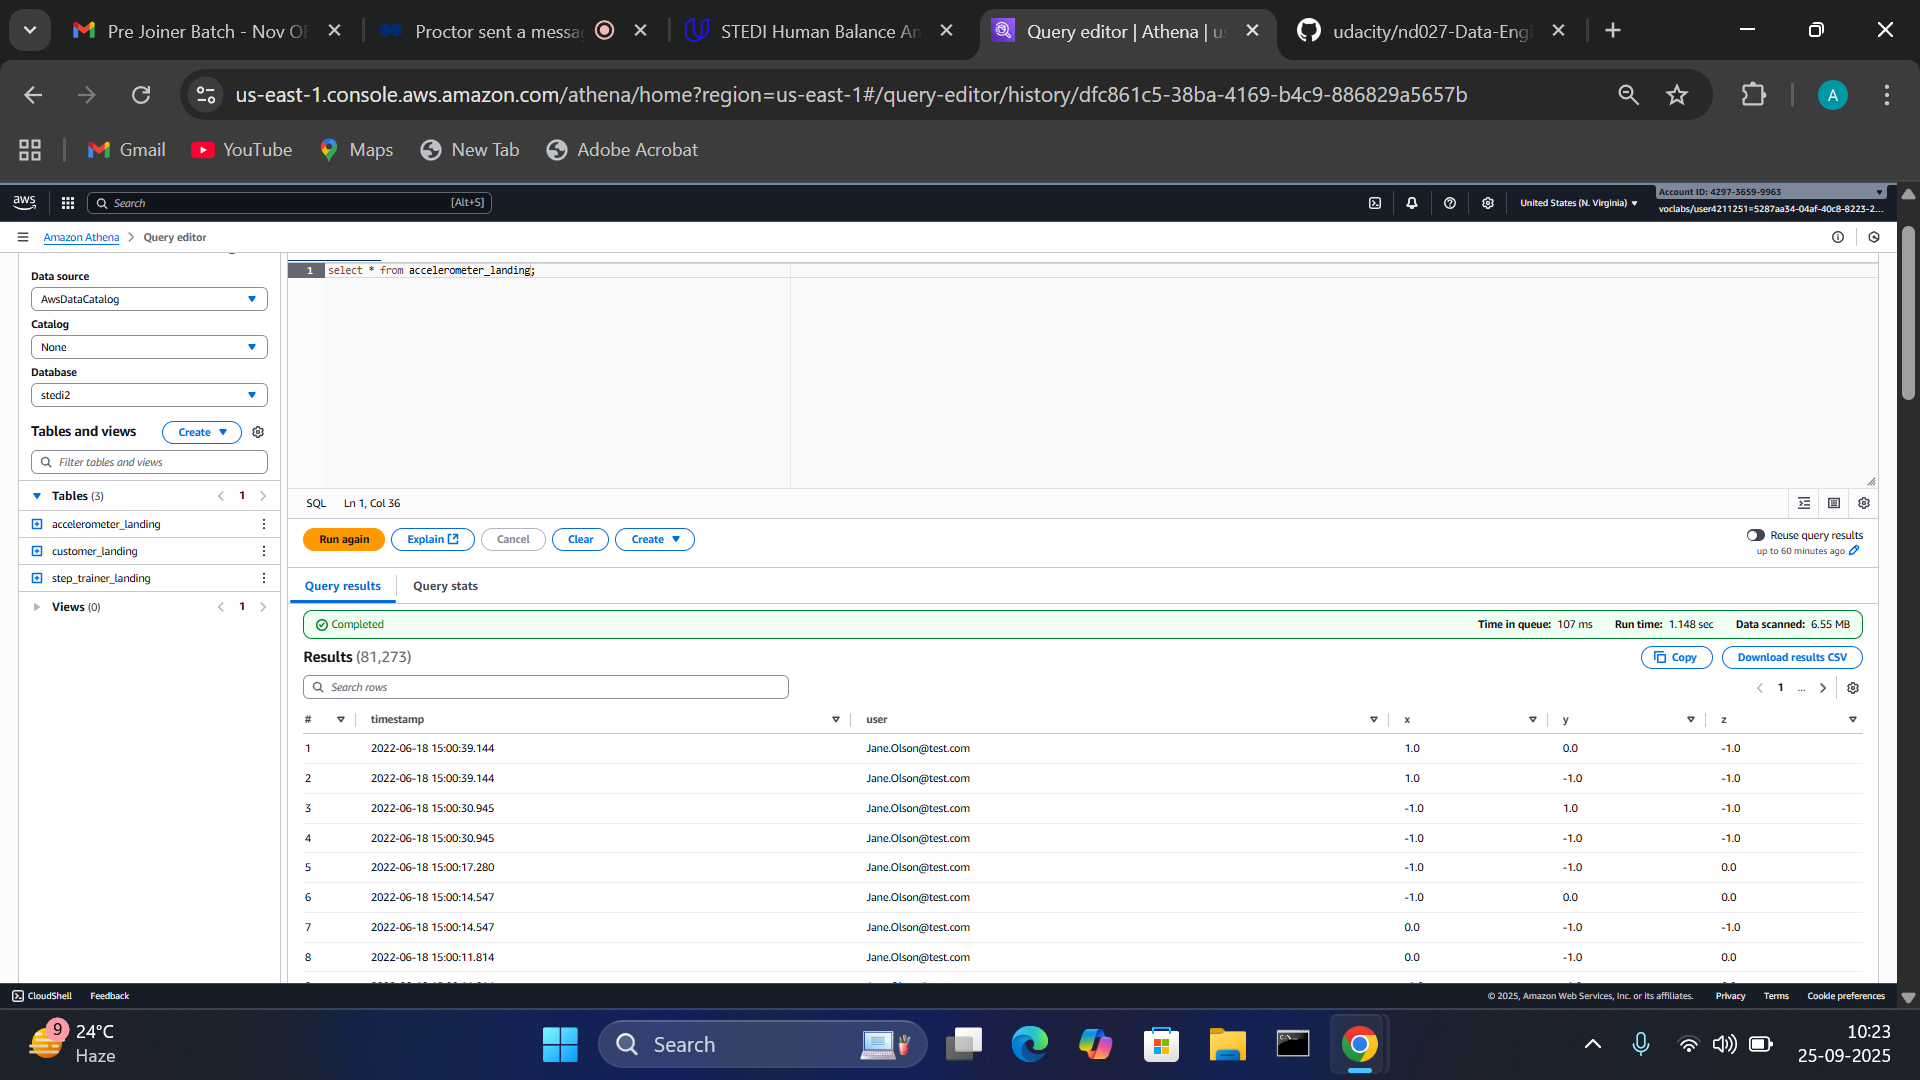 Pre Joiner Batch - Nov
Proctor sent a messa
STEDI Human Balance An
Query editor | Athena | us
udacity/nd027-Data-Engi
us-east-1.console.aws.amazon.com/athena/home?region=us-east-1#/query-editor/history/dfc861c5-38ba-4169-b4c9-886829a5657b
A
Gmail
YouTube
Maps
New Tab
Adobe Acrobat
aws
Search
[Alt+S]
United States (N. Virginia)
Account ID: 4297-3659-9963
voclabs/user4211251=5287aa34-04af-40c8-8223-2...
Amazon Athena
Query editor
Data source
AwsDataCatalog
Catalog
None
Database
stedi2
Tables and views
Create
Filter tables and views
Tables (3)
1
accelerometer_landing
customer_landing
step_trainer_landing
Views (0)
1
1 select * from accelerometer_landing;
SQL Ln 1, Col 36
Run again
Explain
Cancel
Clear
Create
Reuse query results
up to 60 minutes ago
Query results
Query stats
Completed
Time in queue: 107 ms Run time: 1.148 sec Data scanned: 6.55 MB
Results (81,273)
Copy
Download results CSV
Search rows
1 ...
# timestamp user x y z
1 2022-06-18 15:00:39.144 Jane.Olson@test.com 1.0 0.0 -1.0
2 2022-06-18 15:00:39.144 Jane.Olson@test.com 1.0 -1.0 -1.0
3 2022-06-18 15:00:30.945 Jane.Olson@test.com -1.0 1.0 -1.0
4 2022-06-18 15:00:30.945 Jane.Olson@test.com -1.0 -1.0 -1.0
5 2022-06-18 15:00:17.280 Jane.Olson@test.com -1.0 -1.0 0.0
6 2022-06-18 15:00:14.547 Jane.Olson@test.com -1.0 0.0 0.0
7 2022-06-18 15:00:14.547 Jane.Olson@test.com 0.0 -1.0 -1.0
8 2022-06-18 15:00:11.814 Jane.Olson@test.com 0.0 -1.0 0.0
CloudShell
Feedback
© 2025, Amazon Web Services, Inc. or its affiliates.
Privacy
Terms
Cookie preferences
9
24°C
Haze
Search
10:23
25-09-2025